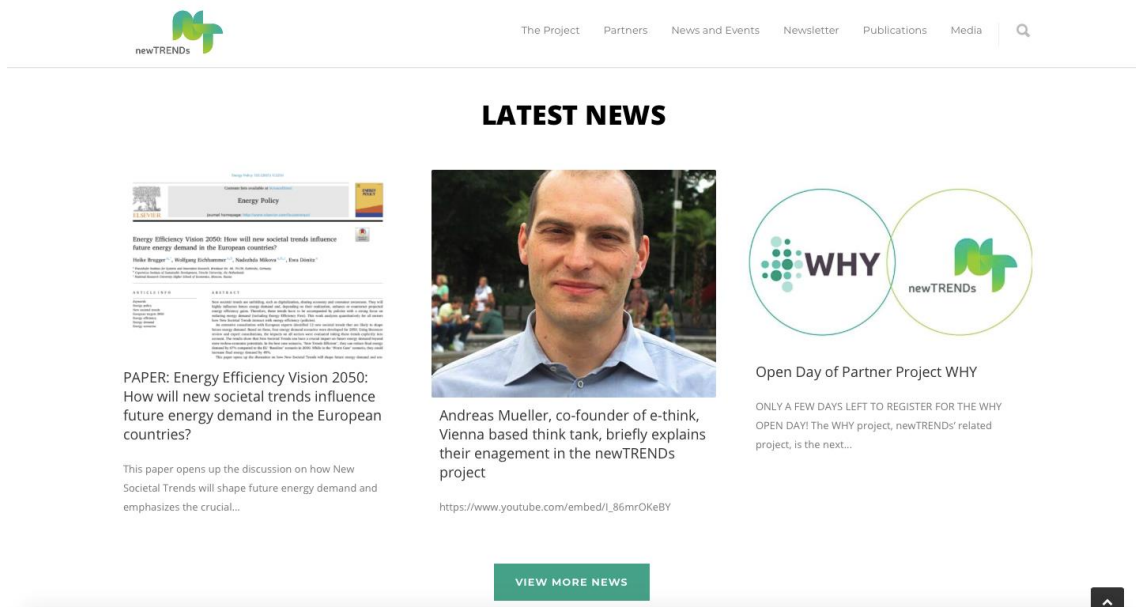 newTRENDs
The Project
Partners
News and Events
Newsletter
Publications
Media
LATEST NEWS
ELSEVIER
Energy Policy
ENERGY POLICY
Energy Efficiency Vision 2050: How will new societal trends influence
future energy demand in the European countries?
ARTICLE INFO
ABSTRACT
PAPER: Energy Efficiency Vision 2050:
How will new societal trends influence
future energy demand in the European
countries?
This paper opens up the discussion on how New
Societal Trends will shape future energy demand and
emphasizes the crucial...
Andreas Mueller, co-founder of e-think,
Vienna based think tank, briefly explains
their enagement in the newTRENDs
project
https://www.youtube.com/embed/I_86mrOKeBY
WHY
newTRENDs
Open Day of Partner Project WHY
ONLY A FEW DAYS LEFT TO REGISTER FOR THE WHY
OPEN DAY! The WHY project, newTRENDs' related
project, is the next...
VIEW MORE NEWS